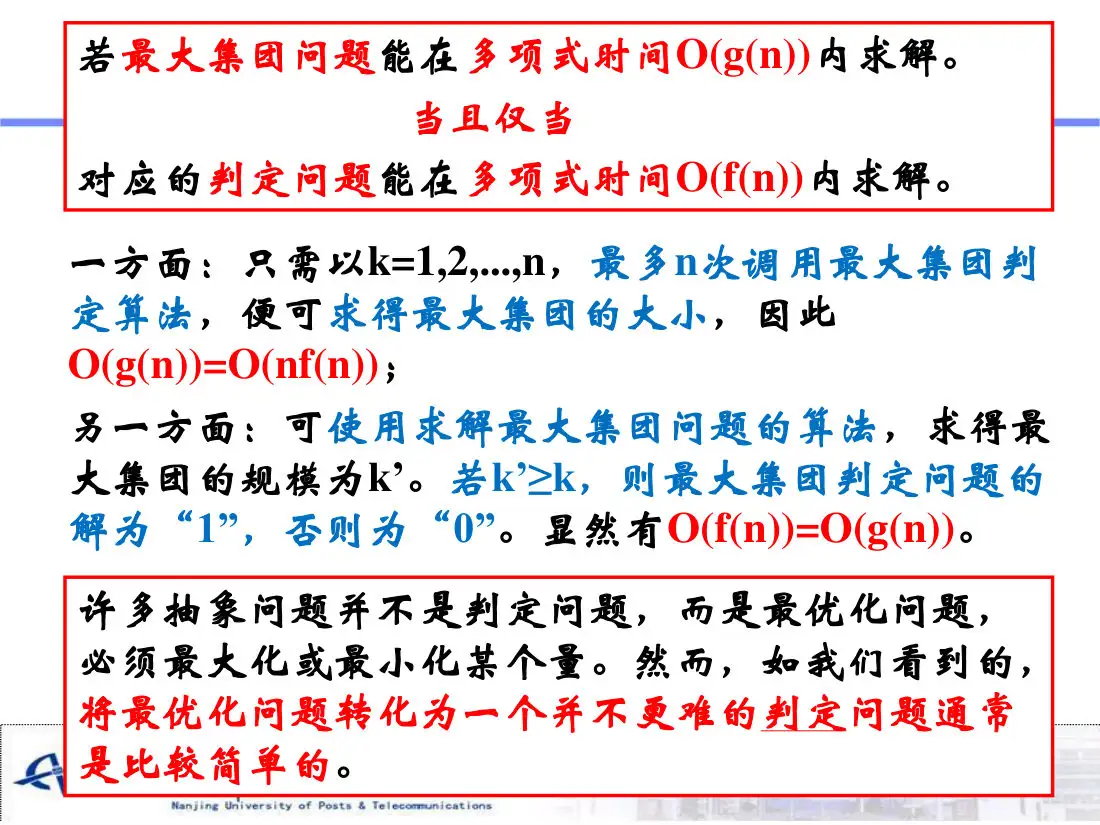 若最大集团问题能在多项式时间O(g(n))内求解。
当且仅当
对应的判定问题能在多项式时间O(f(n))内求解。
一方面：只需以k=1,2,...,n，最多n次调用最大集团判
定算法，便可求得最大集团的大小，因此
O(g(n))=O(nf(n))；
另一方面：可使用求解最大集团问题的算法，求得最
大集团的规模为k’。若k’≥k，则最大集团判定问题的
解为“1”，否则为“0”。显然有O(f(n))=O(g(n))。
许多抽象问题并不是判定问题，而是最优化问题，
必须最大化或最小化某个量。然而，如我们看到的，
将最优化问题转化为一个并不更难的判定问题通常
是比较简单的。
Nanjing University of Posts & Telecommunications